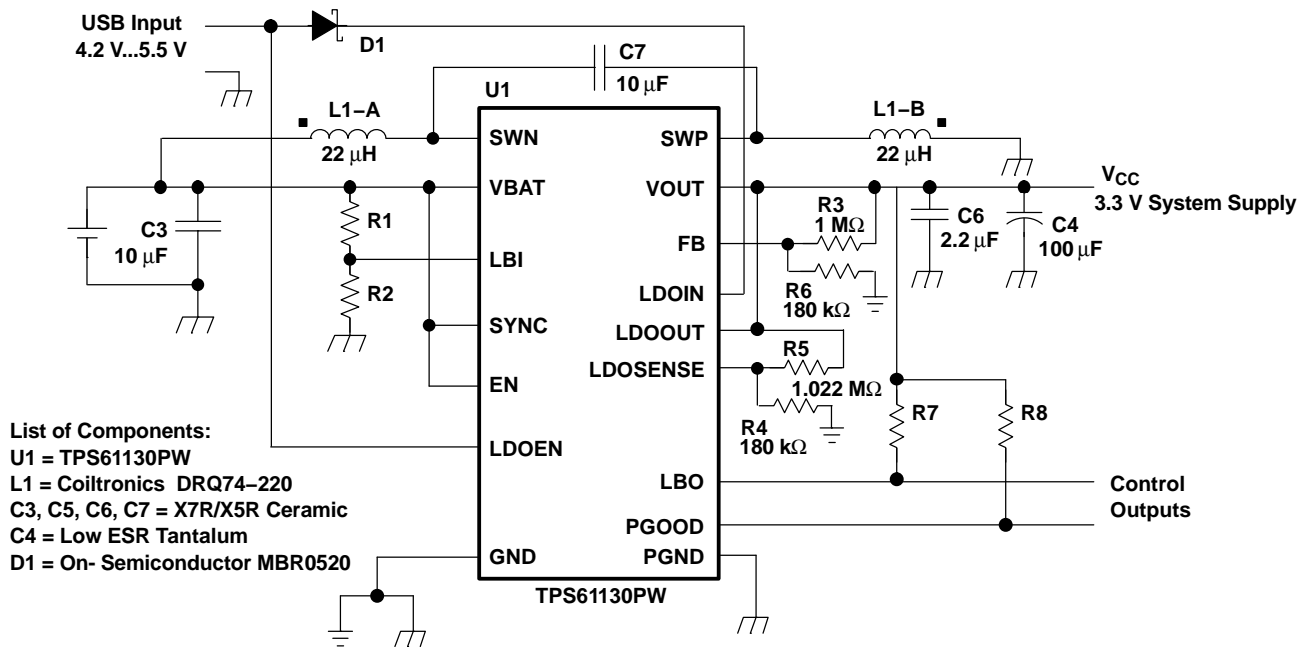 USB Input
4.2 V...5.5 V
D1
C7
10 μF
U1
L1–A
22 μH
SWN
SWP
L1–B
22 μH
VBAT
VOUT
VCC
3.3 V System Supply
C3
10 μF
R1
R3
1 MΩ
C6
2.2 μF
C4
100 μF
FB
LBI
R2
R6
180 kΩ
LDOIN
SYNC
LDOOUT
R5
1.022 MΩ
LDOSENSE
EN
R4
180 kΩ
R7
R8
LDOEN
List of Components:
U1 = TPS61130PW
L1 = Coiltronics DRQ74–220
C3, C5, C6, C7 = X7R/X5R Ceramic
C4 = Low ESR Tantalum
D1 = On- Semiconductor MBR0520
LBO
Control
Outputs
PGOOD
GND
PGND
TPS61130PW